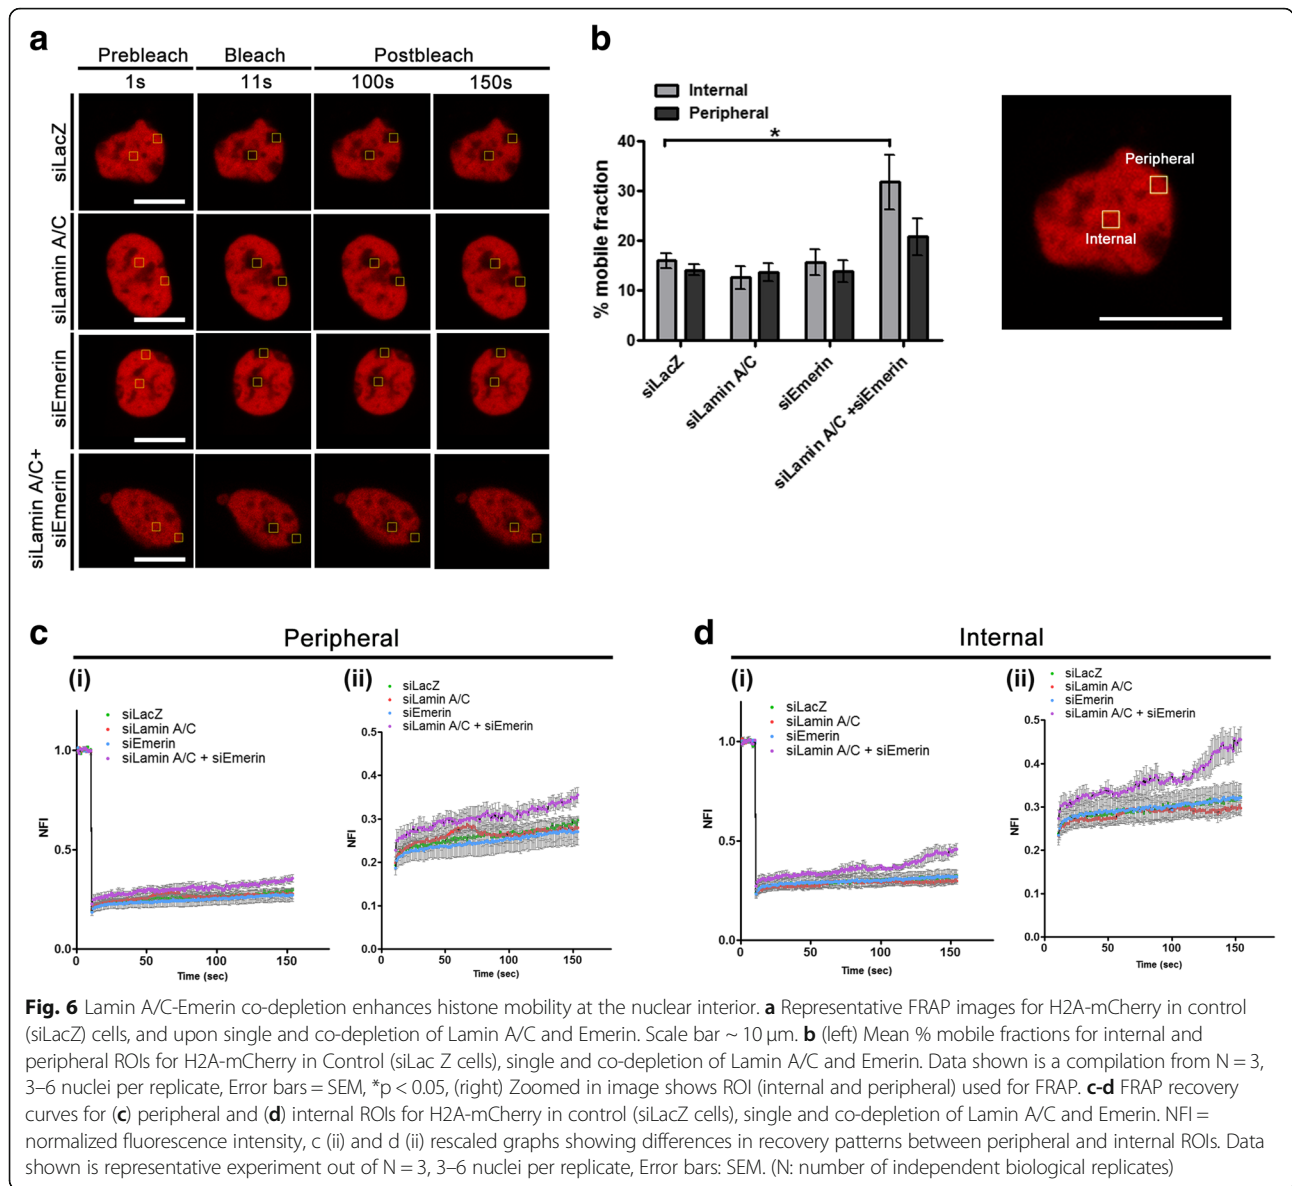 a
Prebleach Bleach Postbleach
1s 11s 100s 150s
siLacZ
siLamin A/C
siEmerin
siLamin A/C+
siEmerin
b
Internal
Peripheral
*
% mobile fraction
40
30
20
10
0
siLacZ
siLamin A/C
siEmerin
siLamin A/C +siEmerin
Peripheral
Internal
c
Peripheral
(i)
siLacZ
siLamin A/C
siEmerin
siLamin A/C + siEmerin
NFI
1.0
0.5
0.0
50 100 150
Time (sec)
(ii)
siLacZ
siLamin A/C
siEmerin
siLamin A/C + siEmerin
NFI
0.5
0.4
0.3
0.2
0.1
0.0
0 50 100 150
Time (sec)
d
Internal
(i)
siLacZ
siLamin A/C
siEmerin
siLamin A/C + siEmerin
NFI
1.0
0.5
0.0
0 50 100 150
Time (sec)
(ii)
siLacZ
siLamin A/C
siEmerin
siLamin A/C + siEmerin
NFI
0.5
0.4
0.3
0.2
0.1
0.0
0 50 100 150
Time (sec)
Fig. 6 Lamin A/C-Emerin co-depletion enhances histone mobility at the nuclear interior. a Representative FRAP images for H2A-mCherry in control
(siLacZ) cells, and upon single and co-depletion of Lamin A/C and Emerin. Scale bar ~ 10 μm. b (left) Mean % mobile fractions for internal and
peripheral ROIs for H2A-mCherry in Control (siLac Z cells), single and co-depletion of Lamin A/C and Emerin. Data shown is a compilation from N = 3,
3–6 nuclei per replicate, Error bars = SEM, *p < 0.05, (right) Zoomed in image shows ROI (internal and peripheral) used for FRAP. c-d FRAP recovery
curves for (c) peripheral and (d) internal ROIs for H2A-mCherry in control (siLacZ cells), single and co-depletion of Lamin A/C and Emerin. NFI =
normalized fluorescence intensity, c (ii) and d (ii) rescaled graphs showing differences in recovery patterns between peripheral and internal ROIs. Data
shown is representative experiment out of N = 3, 3–6 nuclei per replicate, Error bars: SEM. (N: number of independent biological replicates)